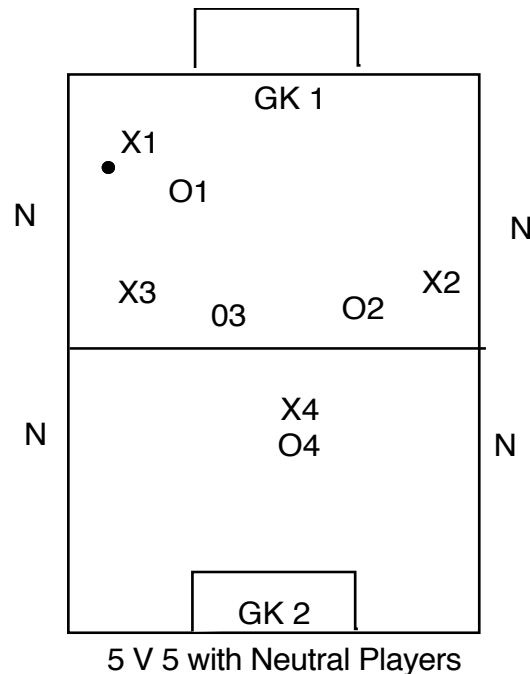 GK 1
X1
O1
N
N
X3
03
O2
X2
X4
N
O4
N
GK 2
5 V 5 with Neutral Players